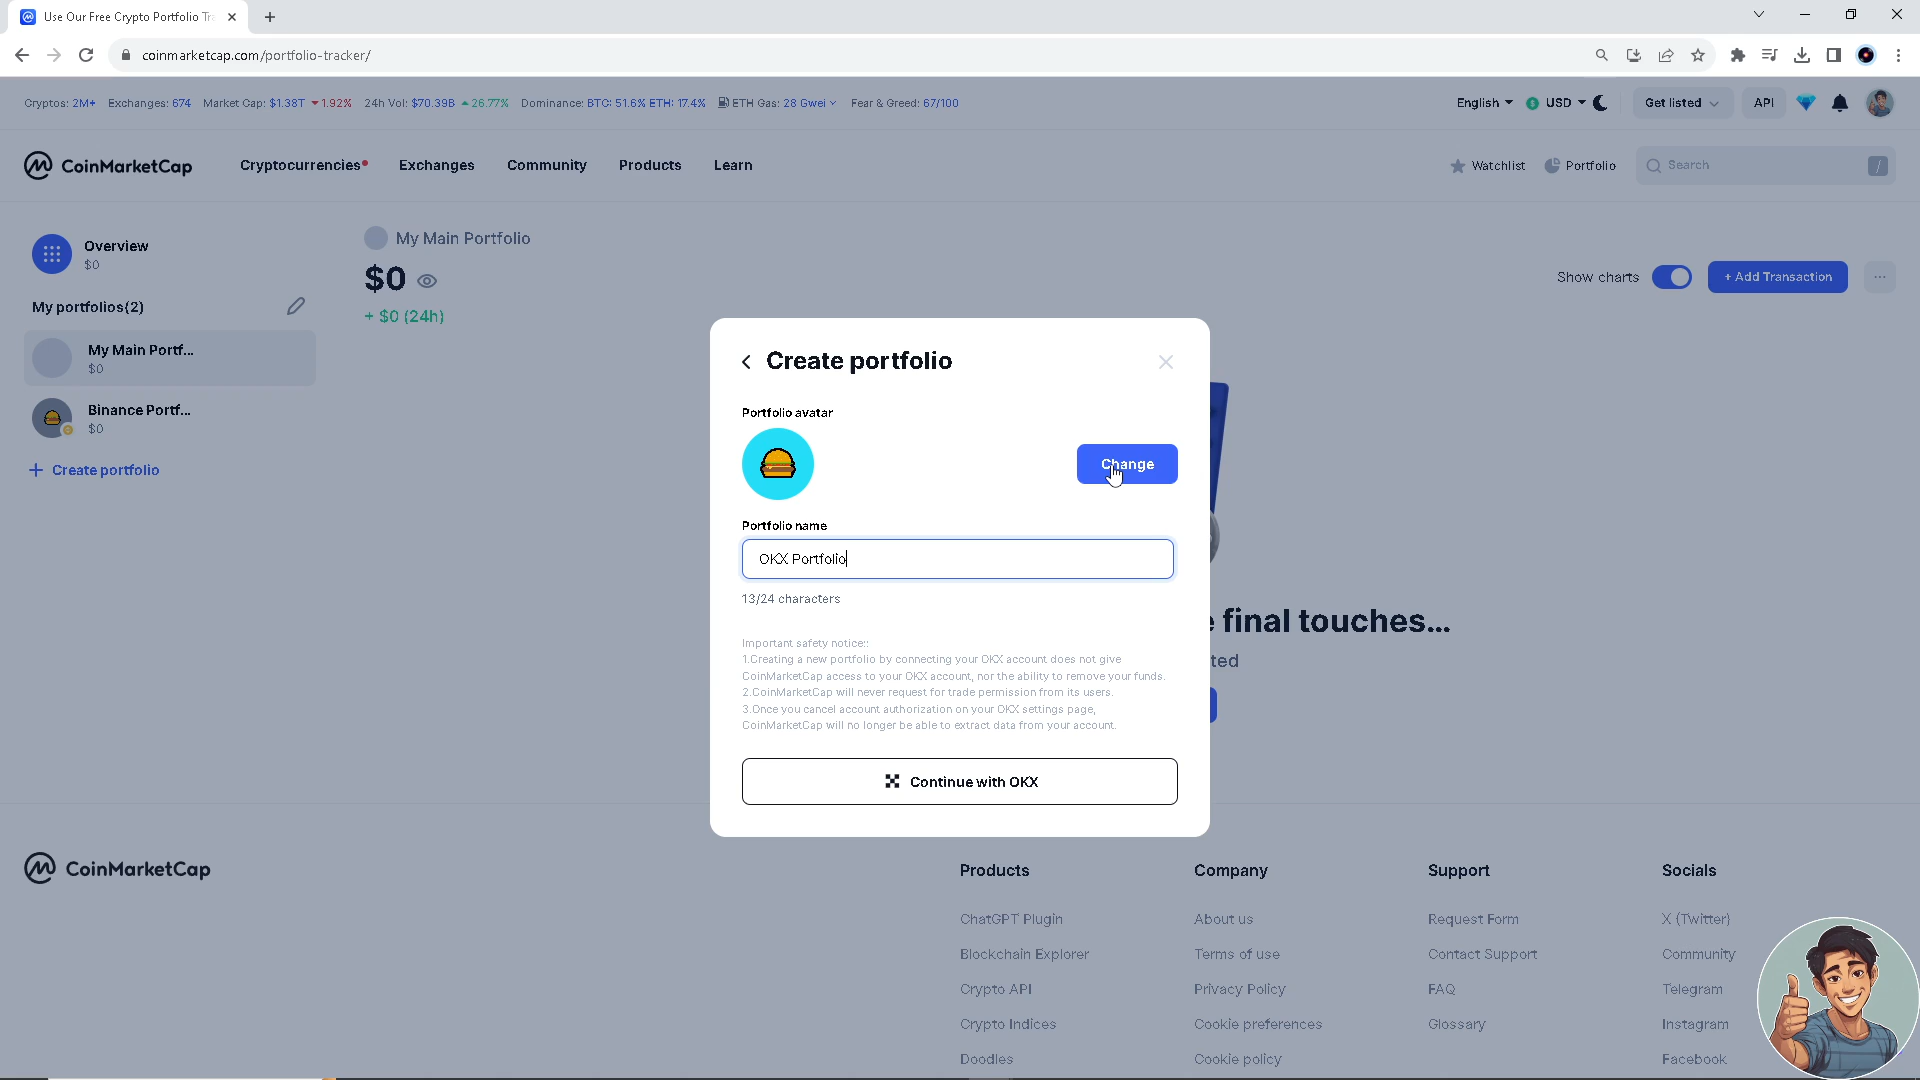 Use Our Free Crypto Portfolio Tr
coinmarketcap.com/portfolio-tracker/
Cryptos: 2M+ Exchanges: 674 Market Cap: $1.38T 1.92% 24h Vol: $70.39B 26.77% Dominance: BTC: 51.6% ETH: 17.4% ETH Gas: 28 Gwei Fear & Greed: 67/100
English USD Get listed API
CoinMarketCap Cryptocurrencies Exchanges Community Products Learn Watchlist Portfolio Search /
Overview
$0
My portfolios(2)
My Main Portf...
$0
Binance Portf...
$0
+ Create portfolio
My Main Portfolio
$0
+ $0 (24h)
Show charts + Add Transaction ...
Create portfolio
Portfolio avatar
Change
Portfolio name
OKX Portfolio
13/24 characters
Important safety notice::
1.Creating a new portfolio by connecting your OKX account does not give
CoinMarketCap access to your OKX account, nor the ability to remove your funds.
2.CoinMarketCap will never request for trade permission from its users.
3.Once you cancel account authorization on your OKX settings page,
CoinMarketCap will no longer be able to extract data from your account.
Continue with OKX
final touches...
ted
CoinMarketCap
Products
ChatGPT Plugin
Blockchain Explorer
Crypto API
Crypto Indices
Doodles
Company
About us
Terms of use
Privacy Policy
Cookie preferences
Cookie policy
Support
Request Form
Contact Support
FAQ
Glossary
Socials
X (Twitter)
Community
Telegram
Instagram
Facebook